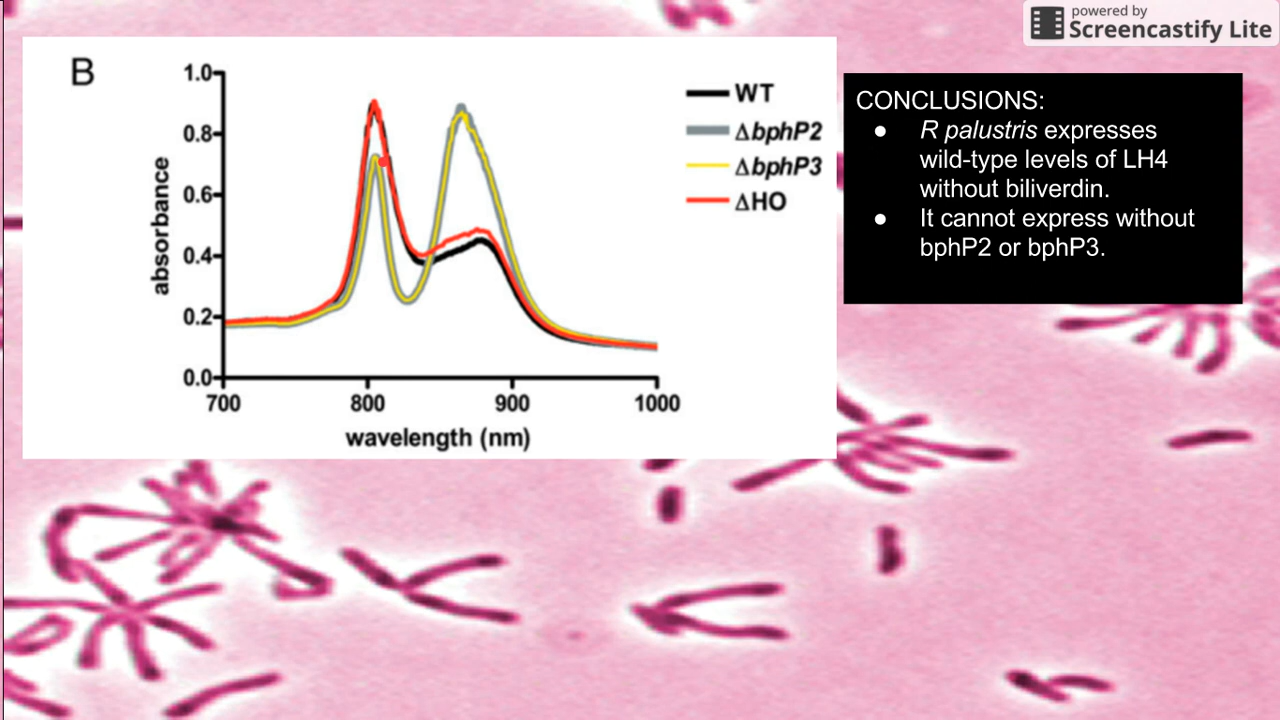 powered by
Screencastify Lite
B
1.0
0.8
0.6
0.4
0.2
0.0
absorbance
700 800 900 1000
wavelength (nm)
WT
ΔbphP2
ΔbphP3
ΔHO
CONCLUSIONS:
● R palustris expresses
wild-type levels of LH4
without biliverdin.
● It cannot express without
bphP2 or bphP3.